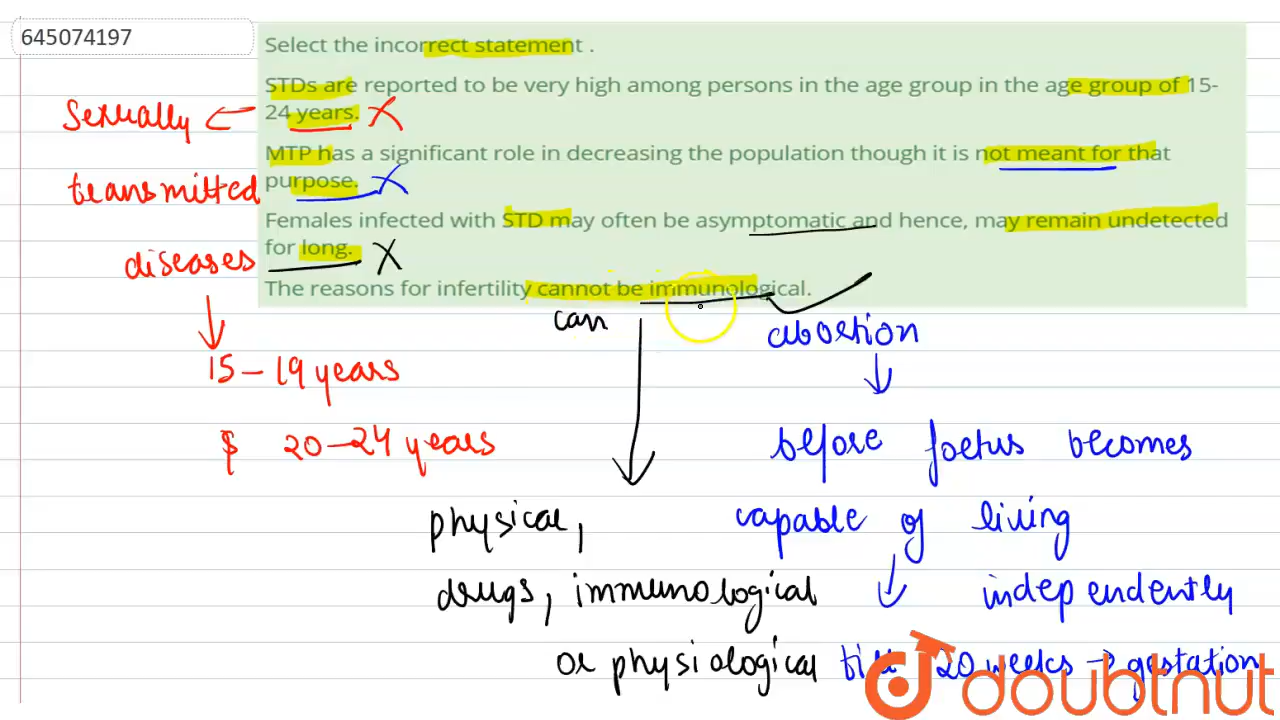 645074197
Select the incorrect statement .
STDs are reported to be very high among persons in the age group in the age group of 15-
24 years.
MTP has a significant role in decreasing the population though it is not meant for that
purpose.
Females infected with STD may often be asymptomatic and hence, may remain undetected
for long.
The reasons for infertility cannot be immunological.
Sexually
transmitted
diseases
15-19 years
$ 20-24 years
can
physical,
drugs, immunological
or physiological
abortion
before foetus becomes
capable of living
independently
till 20 weeks → gestation
doubtnut